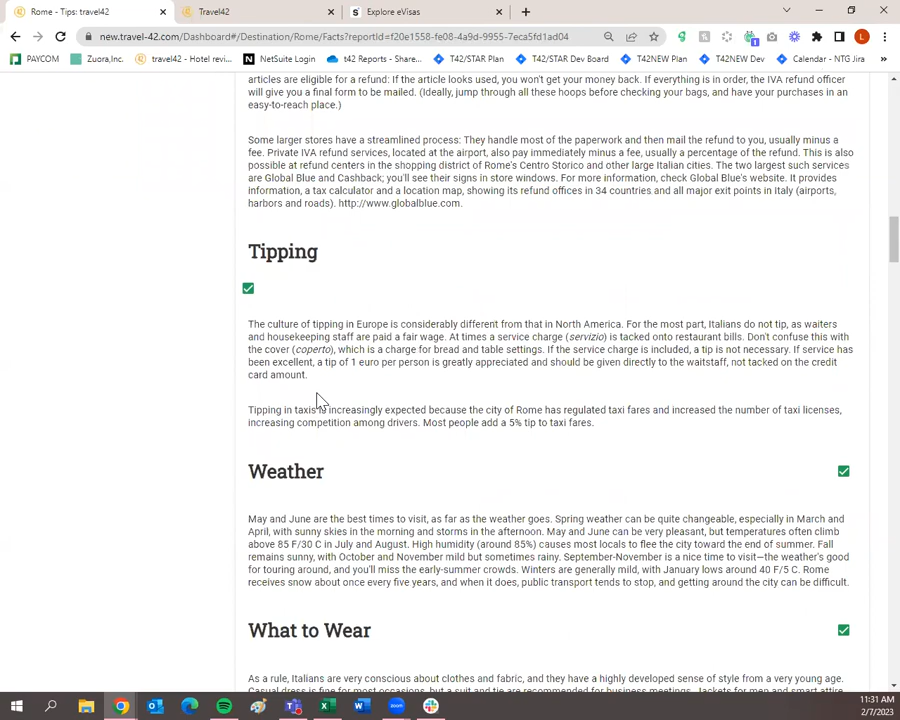 Rome - Tips: travel42
Travel42
Explore eVisas
new.travel-42.com/Dashboard#/Destination/Rome/Facts?reportId=f20e1558-fe08-4a9d-9955-7eca5fd1ad04
PAYCOM
Zuora,Inc.
travel42 - Hotel revi...
NetSuite Login
t42 Reports - Share...
T42/STAR Plan
T42/STAR Dev Board
T42NEW Plan
T42NEW Dev
Calendar - NTG Jira
articles are eligible for a refund: If the article looks used, you won't get your money back. If everything is in order, the IVA refund officer
will give you a final form to be mailed. (Ideally, jump through all these hoops before checking your bags, and have your purchases in an
easy-to-reach place.)
Some larger stores have a streamlined process: They handle most of the paperwork and then mail the refund to you, usually minus a
fee. Private IVA refund services, located at the airport, also pay immediately minus a fee, usually a percentage of the refund. This is also
possible at refund centers in the shopping district of Rome's Centro Storico and other large Italian cities. The two largest such services
are Global Blue and Cashback; you'll see their signs in store windows. For more information, check Global Blue's website. It provides
information, a tax calculator and a location map, showing its refund offices in 34 countries and all major exit points in Italy (airports,
harbors and roads). http://www.globalblue.com.
Tipping
The culture of tipping in Europe is considerably different from that in North America. For the most part, Italians do not tip, as waiters
and housekeeping staff are paid a fair wage. At times a service charge (servizio) is tacked onto restaurant bills. Don't confuse this with
the cover (coperto), which is a charge for bread and table settings. If the service charge is included, a tip is not necessary. If service has
been excellent, a tip of 1 euro per person is greatly appreciated and should be given directly to the waitstaff, not tacked on the credit
card amount.
Tipping in taxis is increasingly expected because the city of Rome has regulated taxi fares and increased the number of taxi licenses,
increasing competition among drivers. Most people add a 5% tip to taxi fares.
Weather
May and June are the best times to visit, as far as the weather goes. Spring weather can be quite changeable, especially in March and
April, with sunny skies in the morning and storms in the afternoon. May and June can be very pleasant, but temperatures often climb
above 85 F/30 C in July and August. High humidity (around 85%) causes most locals to flee the city toward the end of summer. Fall
remains sunny, with October and November mild but sometimes rainy. September-November is a nice time to visit—the weather's good
for touring around, and you'll miss the early-summer crowds. Winters are generally mild, with January lows around 40 F/5 C. Rome
receives snow about once every five years, and when it does, public transport tends to stop, and getting around the city can be difficult.
What to Wear
As a rule, Italians are very conscious about clothes and fabric, and they have a highly developed sense of style from a very young age.
Casual dress is fine for most occasions, but a suit and tie are recommended for business meetings. Jackets for men and smart attire
11:31 AM
2/7/2023